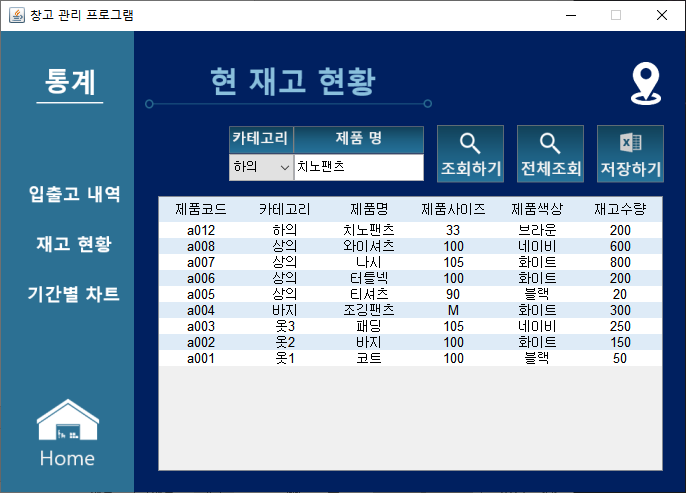 창고 관리 프로그램
통계
현 재고 현황
카테고리 제품 명
하의 치노팬츠
조회하기 전체조회 저장하기
입출고 내역
재고 현황
기간별 차트
Home
제품코드 카테고리 제품명 제품사이즈 제품색상 재고수량
a012 하의 치노팬츠 33 브라운 200
a008 상의 와이셔츠 100 네이비 600
a007 상의 나시 105 화이트 800
a006 상의 터틀넥 100 화이트 200
a005 상의 티셔츠 90 블랙 20
a004 바지 조깅팬츠 M 화이트 300
a003 옷3 패딩 105 네이비 250
a002 옷2 바지 100 화이트 150
a001 옷1 코트 100 블랙 50